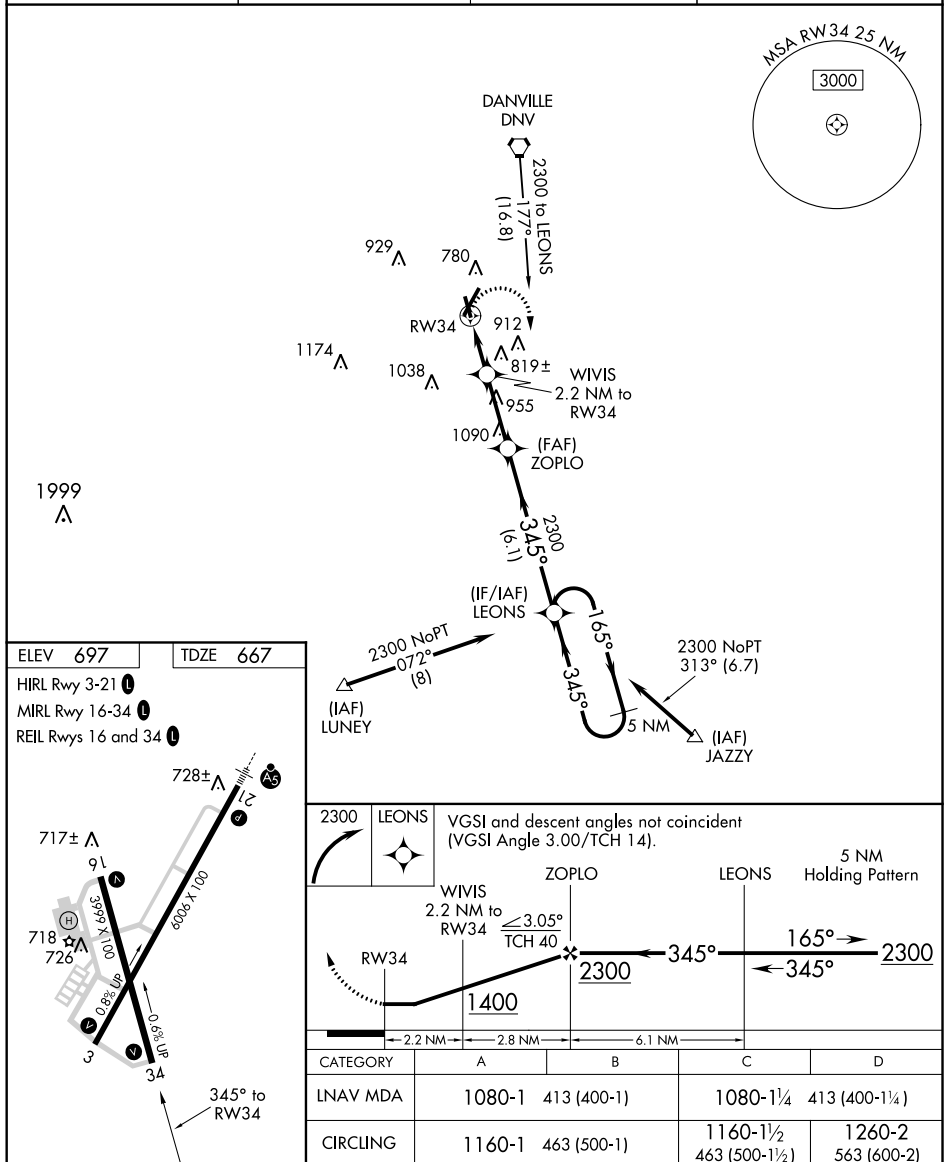 MSA RW34 25 NM
3000
DANVILLE
DNV
2300 to LEONS
177°
(16.8)
929
780
RW34
912
1174
1038
819±
WIVIS
2.2 NM to
RW34
955
1090
(FAF)
ZOPLO
1999
2300
345°
(6.1)
(IF/IAF)
LEONS
165°
345°
5 NM
2300 NoPT
072°
(8)
(IAF)
LUNEY
2300 NoPT
313° (6.7)
(IAF)
JAZZY
ELEV 697
TDZE 667
HIRL Rwy 3-21 L
MIRL Rwy 16-34 L
REIL Rwys 16 and 34 L
728±
A5
21
P
717±
16
V
3999 X 100
6006 X 100
H
718
726
0.8% UP
0.6% UP
V
V
3
34
345° to
RW34
2300
LEONS
VGSI and descent angles not coincident
(VGSI Angle 3.00/TCH 14).
5 NM
Holding Pattern
ZOPLO
LEONS
WIVIS
2.2 NM to
RW34
3.05°
TCH 40
RW34
345°
165°
345°
2300
2300
1400
2.2 NM
2.8 NM
6.1 NM
CATEGORY A B C D
LNAV MDA 1080-1 413 (400-1) 1080-1¼ 413 (400-1¼)
CIRCLING 1160-1 463 (500-1) 1160-1½ 463 (500-1½) 1260-2 563 (600-2)